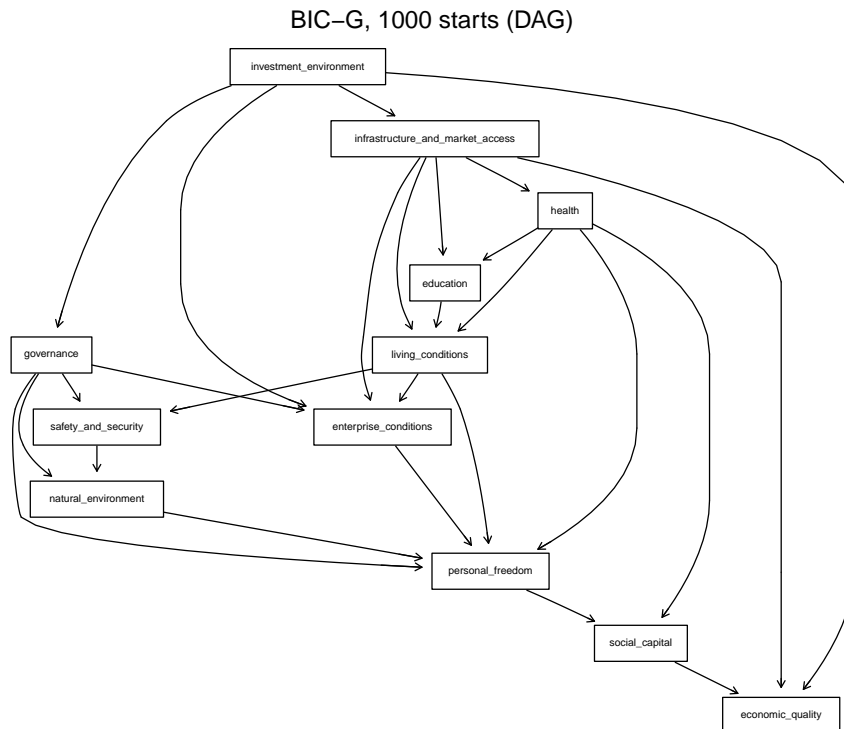 BIC−G, 1000 starts (DAG)
investment_environment
infrastructure_and_market_access
health
education
governance
living_conditions
safety_and_security
enterprise_conditions
natural_environment
personal_freedom
social_capital
economic_quality